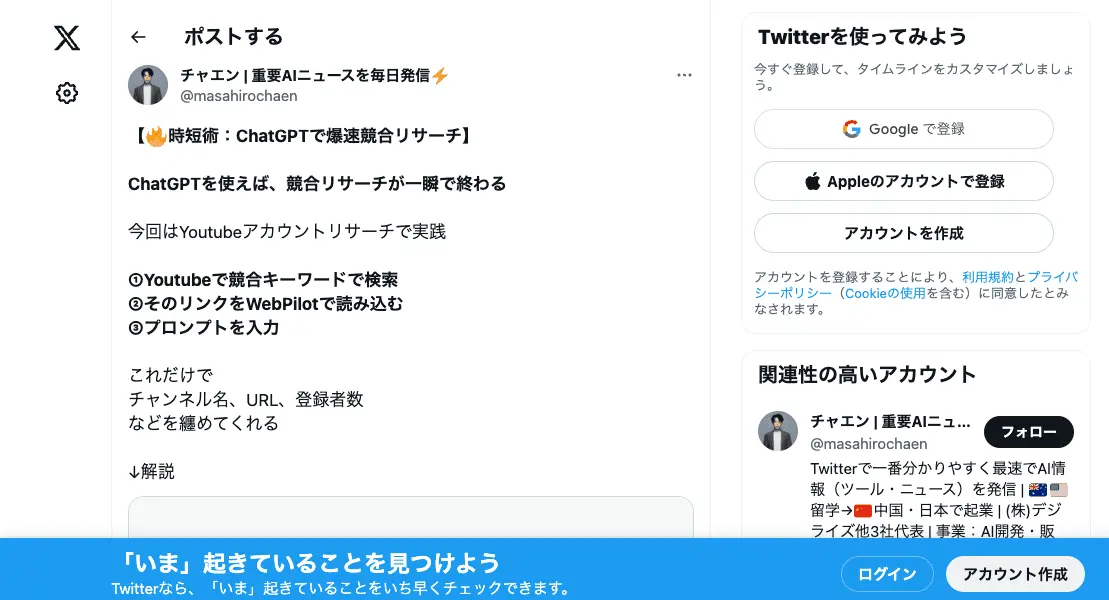 ポストする
チャエン | 重要AIニュースを毎日発信⚡
@masahirochaen
【🔥時短術：ChatGPTで爆速競合リサーチ】
ChatGPTを使えば、競合リサーチが一瞬で終わる
今回はYoutubeアカウントリサーチで実践
①Youtubeで競合キーワードで検索
②そのリンクをWebPilotで読み込む
③プロンプトを入力
これだけで
チャンネル名、URL、登録者数
などを纏めてくれる
↓解説
Twitterを使ってみよう
今すぐ登録して、タイムラインをカスタマイズしましょ
う。
Google で登録
Appleのアカウントで登録
アカウントを作成
アカウントを登録することにより、利用規約とプライバ
シーポリシー（Cookieの使用を含む）に同意したとみ
なされます。
関連性の高いアカウント
チャエン | 重要AIニュ...
フォロー
@masahirochaen
Twitterで一番分かりやすく最速でAI情
報（ツール・ニュース）を発信 | 🇦🇺🇺🇸
留学→🇨🇳中国・日本で起業 | (株)デジ
ライズ他3社代表 | 事業：AI開発・販
「いま」起きていることを見つけよう
Twitterなら、「いま」起きていることをいち早くチェックできます。
ログイン
アカウント作成